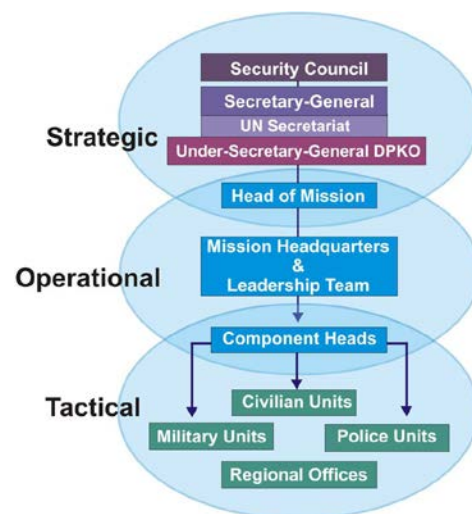 Security Council
Secretary-General
UN Secretariat
Strategic
Under-Secretary-General DPKO
Head of Mission
Mission Headquarters
&
Leadership Team
Operational
Component Heads
Tactical
Civilian Units
Military Units
Police Units
Regional Offices